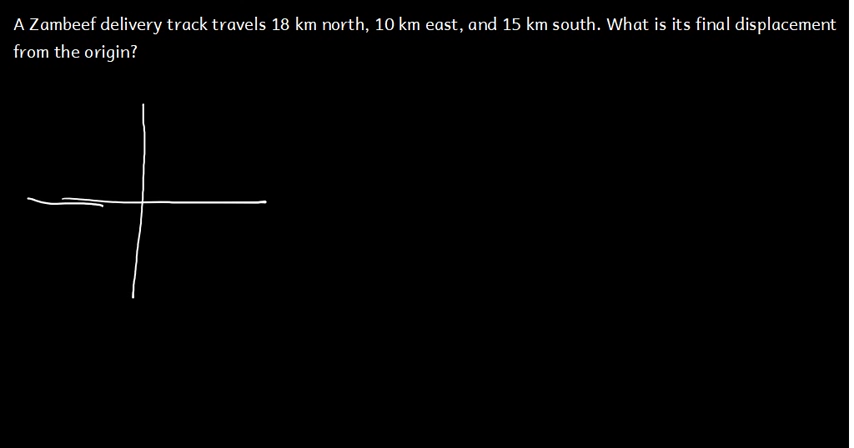 A Zambeef delivery track travels 18 km north, 10 km east, and 15 km south. What is its final displacement
from the origin?